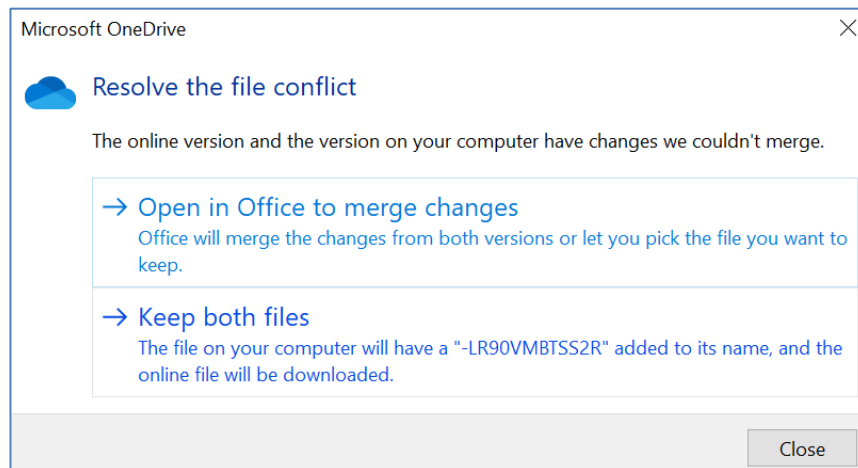 Microsoft OneDrive
Resolve the file conflict
The online version and the version on your computer have changes we couldn't merge.
→ Open in Office to merge changes
Office will merge the changes from both versions or let you pick the file you want to
keep.
→ Keep both files
The file on your computer will have a "-LR90VMBTSS2R" added to its name, and the
online file will be downloaded.
Close